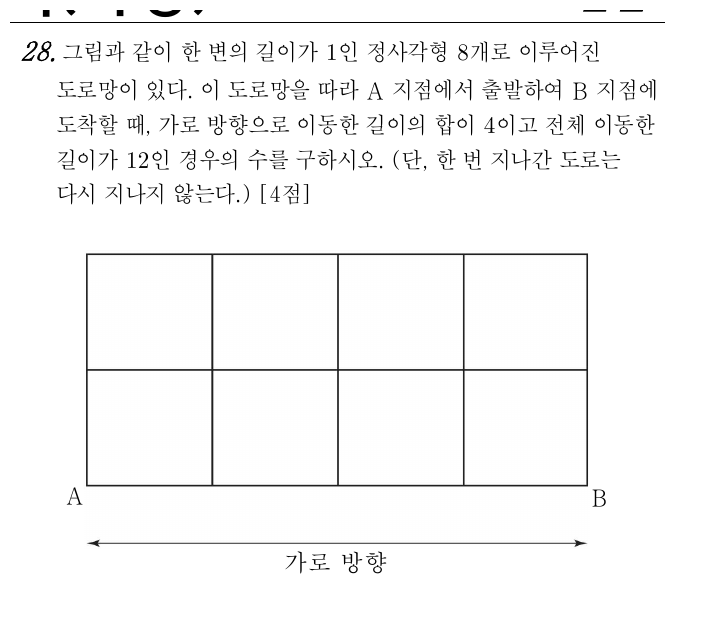 28. 그림과 같이 한 변의 길이가 1인 정사각형 8개로 이루어진
도로망이 있다. 이 도로망을 따라 A 지점에서 출발하여 B 지점에
도착할 때, 가로 방향으로 이동한 길이의 합이 4이고 전체 이동한
길이가 12인 경우의 수를 구하시오. (단, 한 번 지나간 도로는
다시 지나지 않는다.) [4점]
A
B
가로 방향